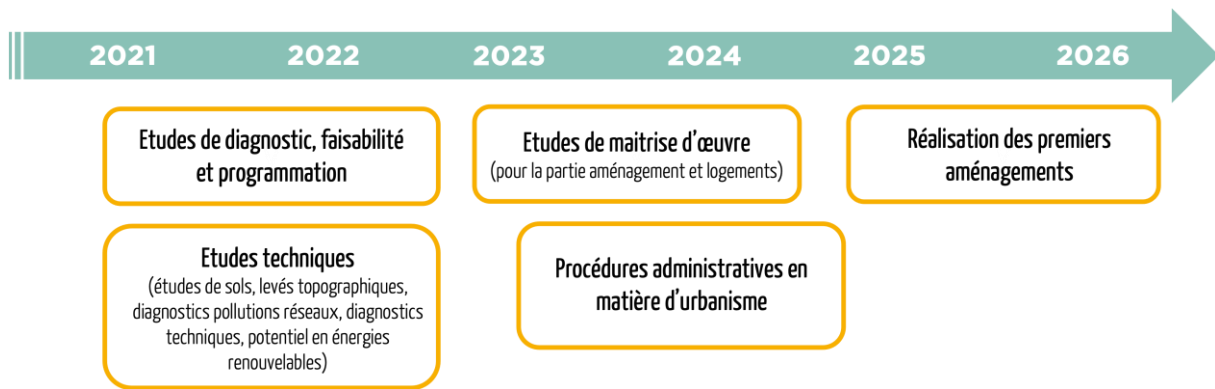 2021 2022 2023 2024 2025 2026
Etudes de diagnostic, faisabilité
et programmation
Etudes de maitrise d'œuvre
(pour la partie aménagement et logements)
Réalisation des premiers
aménagements
Etudes techniques
(études de sols, levés topographiques,
diagnostics pollutions réseaux, diagnostics
techniques, potentiel en énergies
renouvelables)
Procédures administratives en
matière d'urbanisme